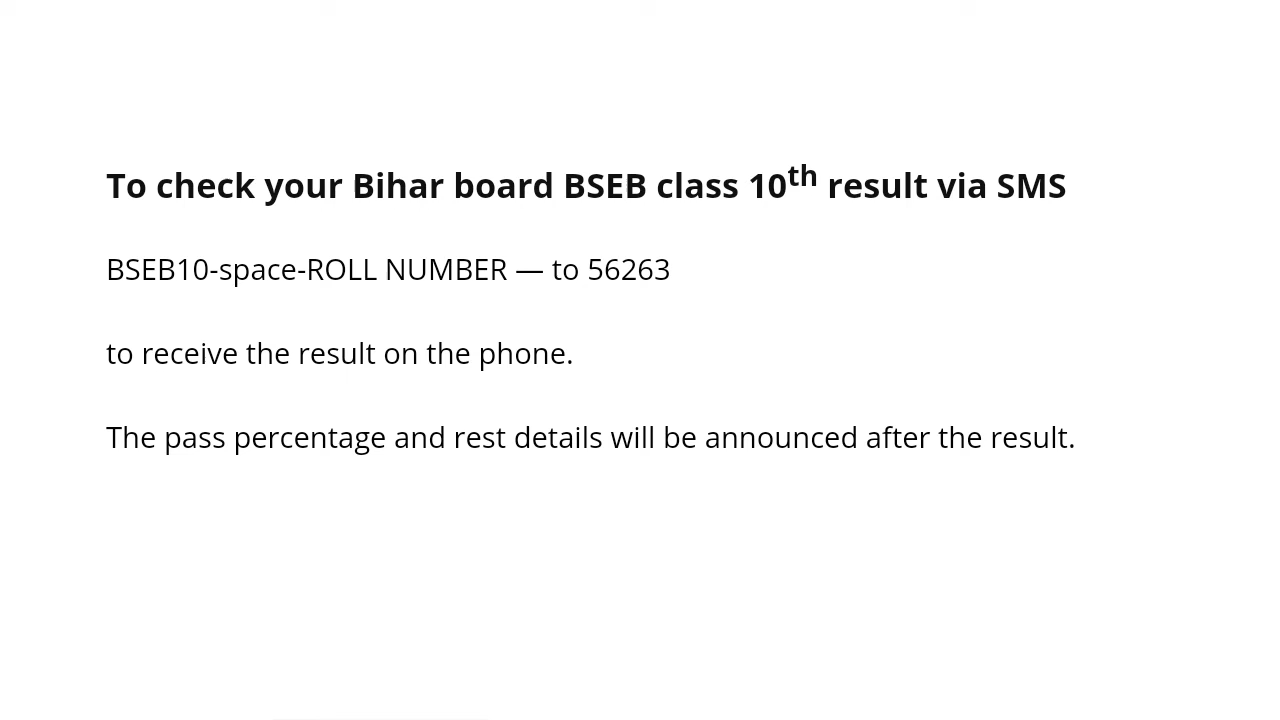 To check your Bihar board BSEB class 10th result via SMS
BSEB10-space-ROLL NUMBER — to 56263
to receive the result on the phone.
The pass percentage and rest details will be announced after the result.